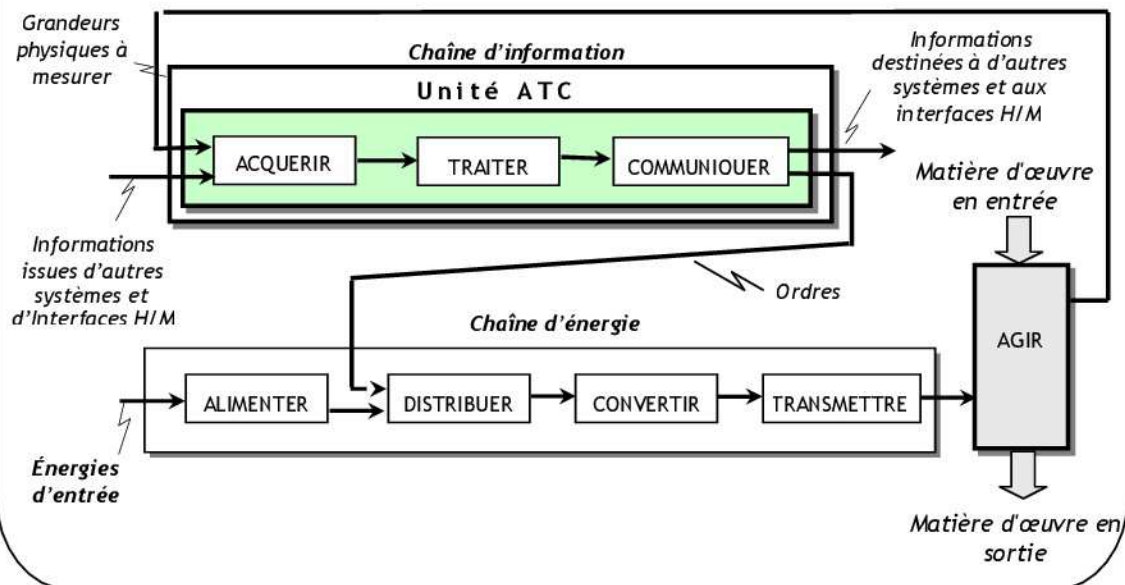 Grandeurs
physiques à
mesurer
Chaîne d'information
Unité ATC
Informations
destinées à d'autres
systèmes et aux
interfaces H/M
ACQUERIR
TRAITER
COMMUNIQUER
Matière d'œuvre
en entrée
Informations
issues d'autres
systèmes et
d'Interfaces H/M
Ordres
Chaîne d'énergie
AGIR
ALIMENTER
DISTRIBUER
CONVERTIR
TRANSMETTRE
Énergies
d'entrée
Matière d'œuvre en
sortie